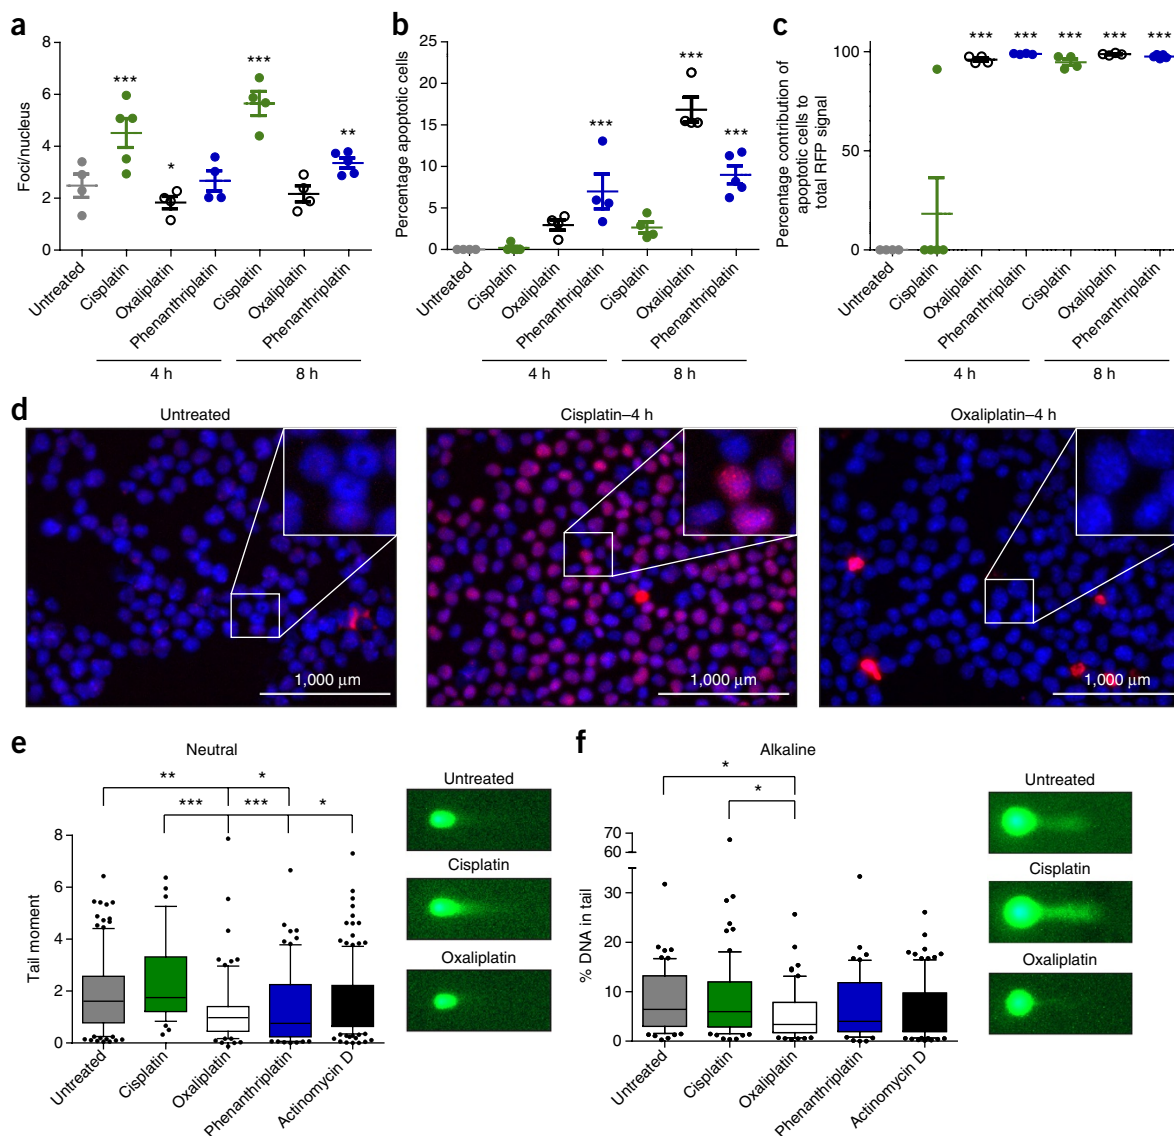 a
Foci/nucleus
8
6
4
2
0
***
*
***
**
Untreated
Cisplatin
Oxaliplatin
Phenanthriplatin
Cisplatin
Oxaliplatin
Phenanthriplatin
4 h
8 h
b
Percentage apoptotic cells
25
20
15
10
5
0
***
***
***
Untreated
Cisplatin
Oxaliplatin
Phenanthriplatin
Cisplatin
Oxaliplatin
Phenanthriplatin
4 h
8 h
c
Percentage contribution of
apoptotic cells to
total RFP signal
100
50
0
***
***
***
***
***
Untreated
Cisplatin
Oxaliplatin
Phenanthriplatin
Cisplatin
Oxaliplatin
Phenanthriplatin
4 h
8 h
d
Untreated
1,000 µm
Cisplatin–4 h
1,000 µm
Oxaliplatin–4 h
1,000 µm
e
Neutral
**
*
***
***
*
Tail moment
8
6
4
2
0
Untreated
Cisplatin
Oxaliplatin
Phenanthriplatin
Actinomycin D
Untreated
Cisplatin
Oxaliplatin
f
Alkaline
*
*
% DNA in tail
70
60
30
20
10
0
Untreated
Cisplatin
Oxaliplatin
Phenanthriplatin
Actinomycin D
Untreated
Cisplatin
Oxaliplatin